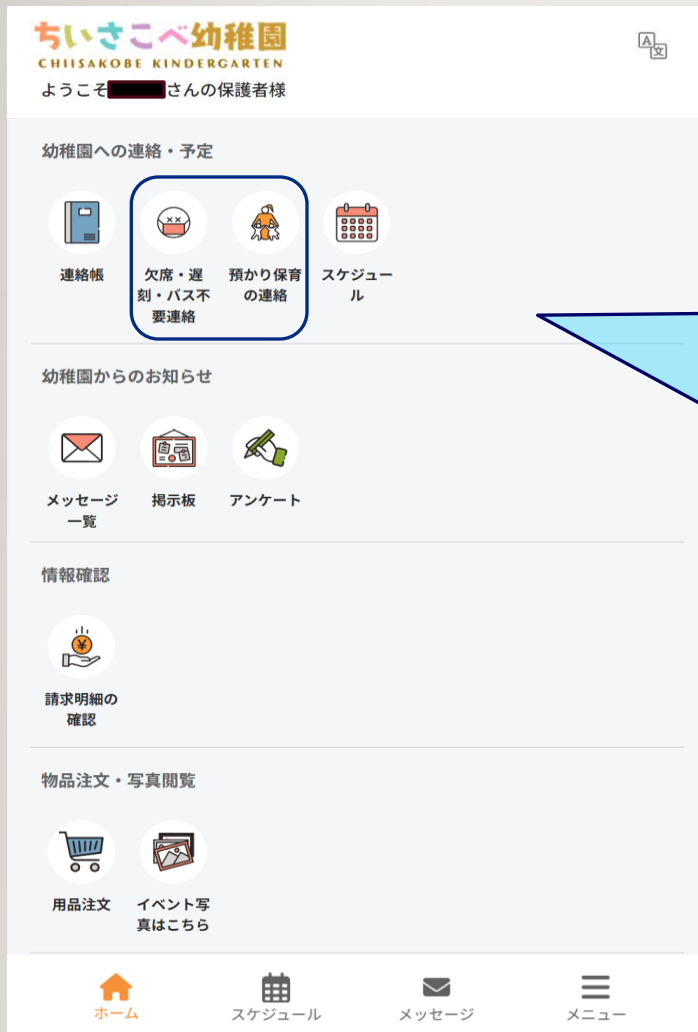 ちいさこべ幼稚園
CHIISAKOBE KINDERGARTEN
ようこそ さんの保護者様
幼稚園への連絡・予定
連絡帳
欠席・遅
刻・バス不
要連絡
預かり保育
の連絡
スケジュー
ル
幼稚園からのお知らせ
メッセージ
一覧
掲示板
アンケート
情報確認
請求明細の
確認
物品注文・写真閲覧
用品注文
イベント写
真はこちら
ホーム
スケジュール
メッセージ
メニュー